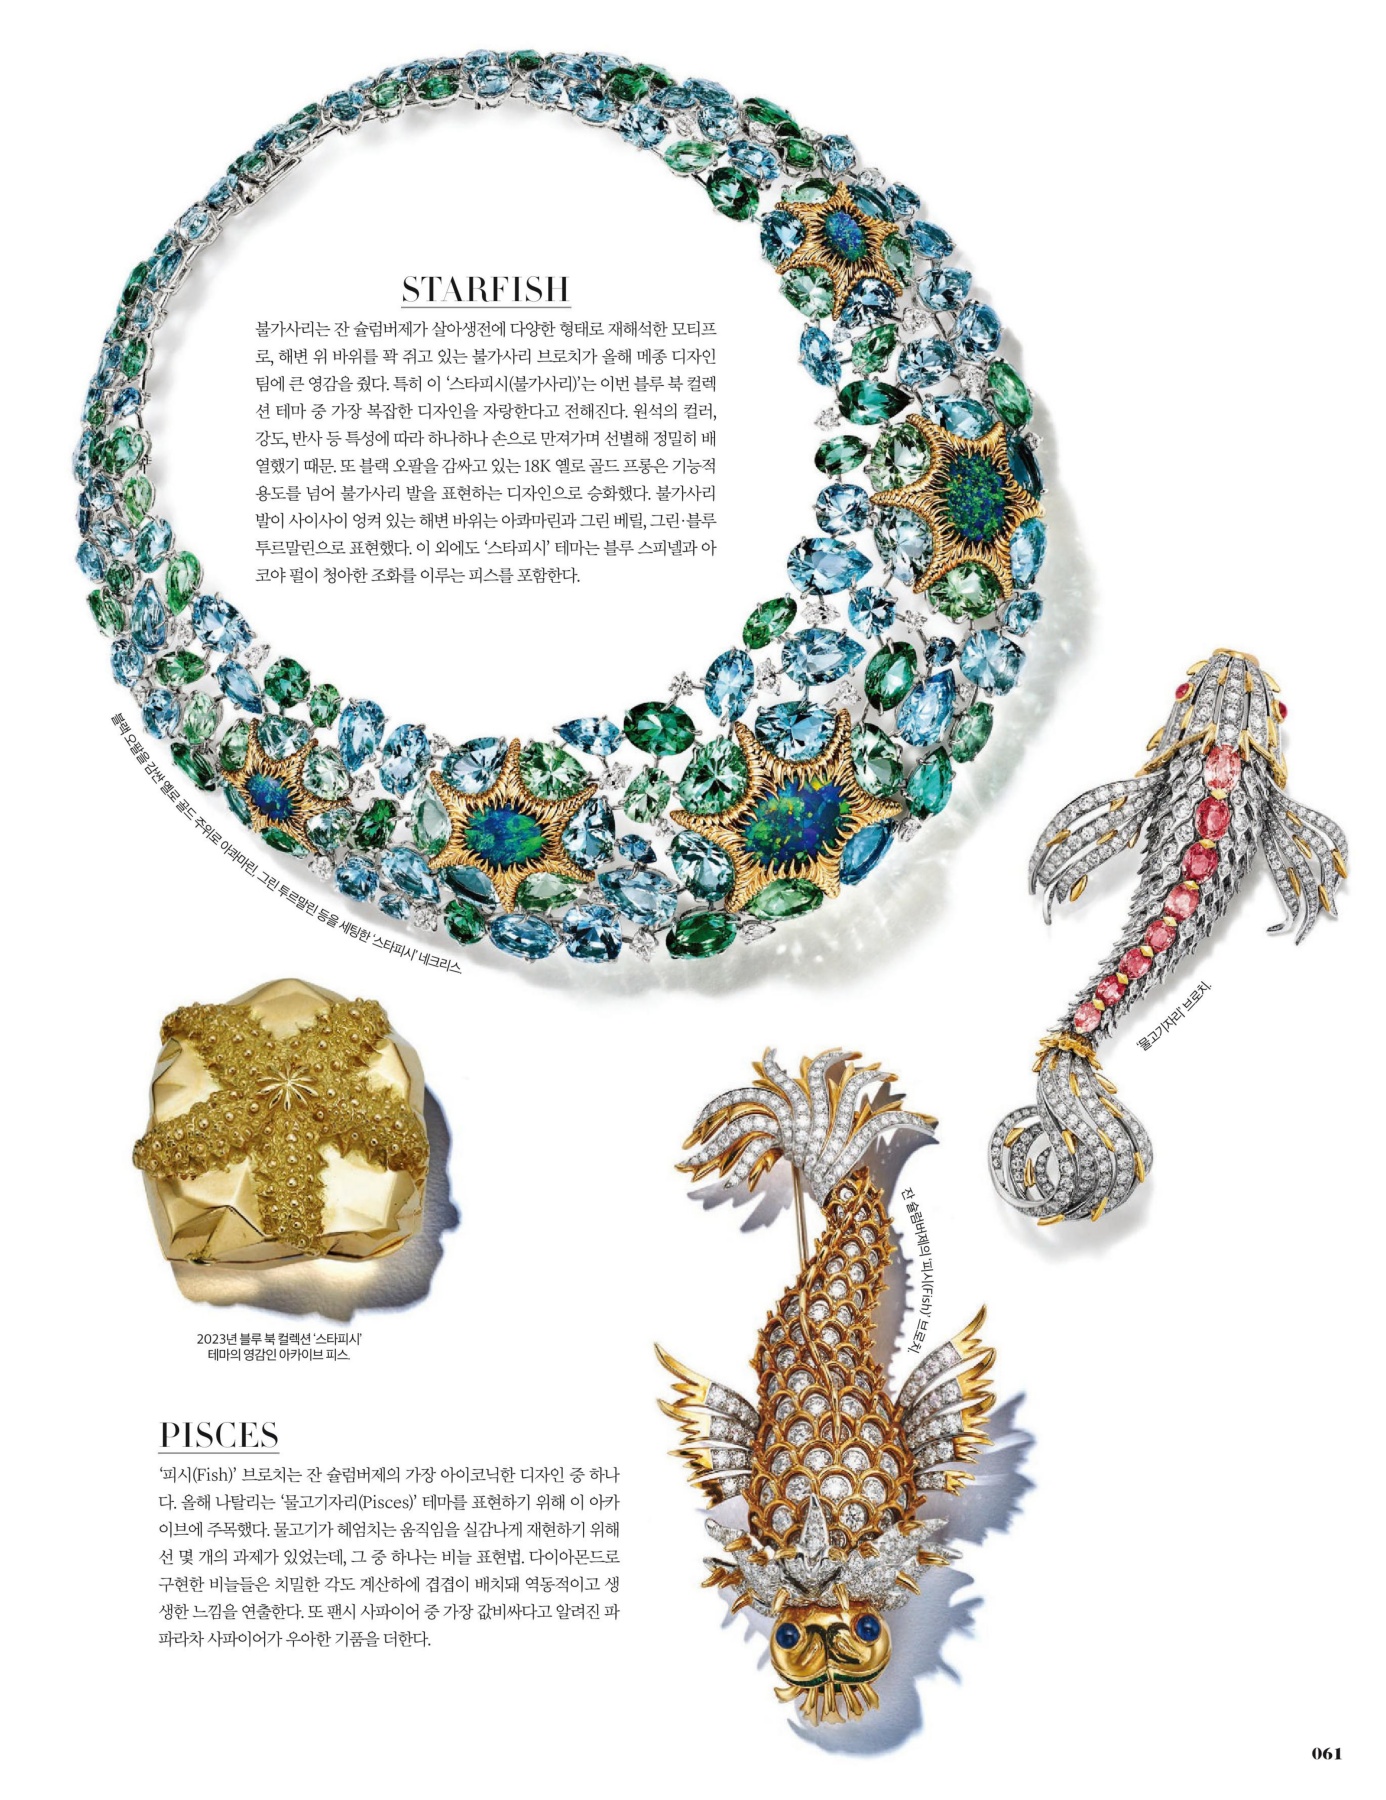 STARFISH
불가사리는 잔 슐럼버제가 살아생전에 다양한 형태로 재해석한 모티프
로, 해변 위 바위를 꽉 쥐고 있는 불가사리 브로치가 올해 메종 디자인
팀에 큰 영감을 줬다. 특히 이 ‘스타피시(불가사리)’는 이번 블루 북 컬렉
션 테마 중 가장 복잡한 디자인을 자랑한다고 전해진다. 원석의 컬러,
강도, 반사 등 특성에 따라 하나하나 손으로 만져가며 선별해 정밀히 배
열했기 때문. 또 블랙 오팔을 감싸고 있는 18K 옐로 골드 프롱은 기능적
용도를 넘어 불가사리 발을 표현하는 디자인으로 승화했다. 불가사리
발이 사이사이 엉켜 있는 해변 바위는 아콰마린과 그린 베릴, 그린·블루
투르말린으로 표현했다. 이 외에도 ‘스타피시’ 테마는 블루 스피넬과 아
코야 펄이 청아한 조화를 이루는 피스를 포함한다.
블랙 오팔을 감싼 옐로 골드 주위로 아콰마린, 그린 투르말린 등을 세팅한 ‘스타피시’ 네크리스.
‘물고기자리’ 브로치.
잔 슐럼버제의 ‘피시(Fish)’ 브로치.
2023년 블루 북 컬렉션 ‘스타피시’
테마의 영감인 아카이브 피스.
PISCES
‘피시(Fish)’ 브로치는 잔 슐럼버제의 가장 아이코닉한 디자인 중 하나
다. 올해 나탈리는 ‘물고기자리(Pisces)’ 테마를 표현하기 위해 이 아카
이브에 주목했다. 물고기가 헤엄치는 움직임을 실감나게 재현하기 위해
선 몇 개의 과제가 있었는데, 그 중 하나는 비늘 표현법. 다이아몬드로
구현한 비늘들은 치밀한 각도 계산하에 겹겹이 배치돼 역동적이고 생
생한 느낌을 연출한다. 또 팬시 사파이어 중 가장 값비싸다고 알려진 파
파라차 사파이어가 우아한 기품을 더한다.
061